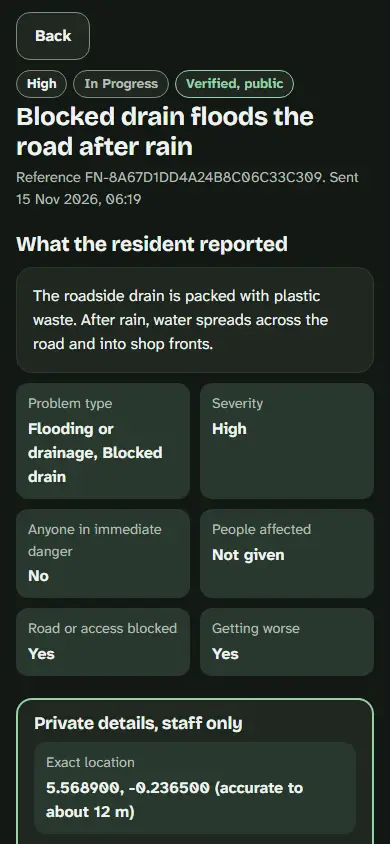 Back
High
In Progress
Verified, public
Blocked drain floods the
road after rain
Reference FN-8A67D1DD4A24B8C06C33C309. Sent
15 Nov 2026, 06:19
What the resident reported
The roadside drain is packed with plastic
waste. After rain, water spreads across the
road and into shop fronts.
Problem type
Flooding or
drainage, Blocked
drain
Severity
High
Anyone in immediate
danger
No
People affected
Not given
Road or access blocked
Yes
Getting worse
Yes
Private details, staff only
Exact location
5.568900, -0.236500 (accurate to
about 12 m)